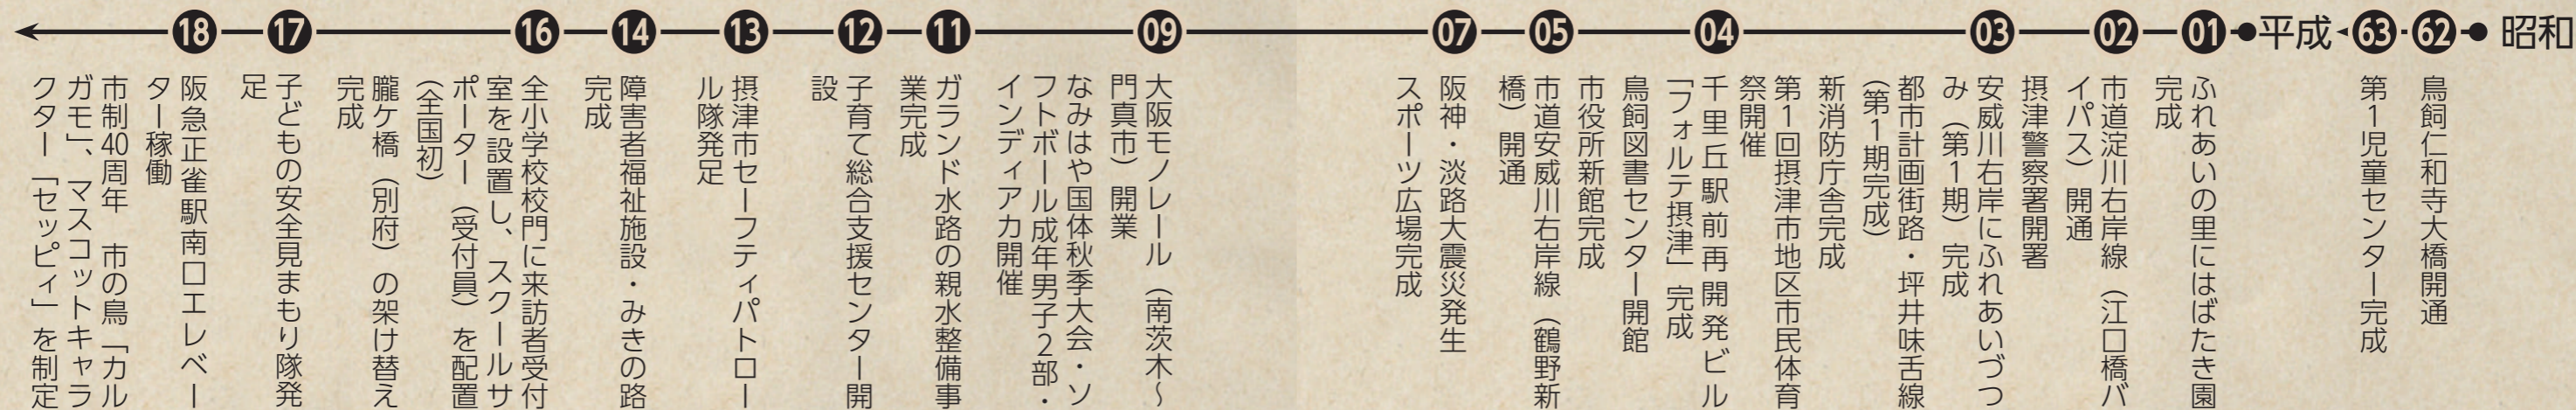 昭和
62
鳥飼仁和寺大橋開通
63
第1児童センター完成
平成
01
ふれあいの里にはばたき園
完成
02
市道淀川右岸線（江口橋バ
イパス）開通
摂津警察署開署
03
安威川右岸にふれあいづつ
み（第1期）完成
都市計画街路・坪井味舌線
（第1期完成）
新消防庁舎完成
04
第1回摂津市地区市民体育
祭開催
千里丘駅前再開発ビル
「フォルテ摂津」完成
鳥飼図書センター開館
市役所新館完成
05
市道安威川右岸線（鶴野新
橋）開通
07
阪神・淡路大震災発生
スポーツ広場完成
09
大阪モノレール（南茨木〜
門真市）開業
なみはや国体秋季大会・ソ
フトボール成年男子2部・
インディアカ開催
11
ガランド水路の親水整備事
業完成
12
子育て総合支援センター開
設
13
摂津市セーフティパトロー
ル隊発足
14
障害者福祉施設・みきの路
完成
16
全小学校校門に来訪者受付
室を設置し、スクールサ
ポーター（受付員）を配置
（全国初）
朧ケ橋（別府）の架け替え
完成
17
子どもの安全見まもり隊発
足
18
阪急正雀駅南口エレベー
ター稼働
市制40周年　市の鳥「カル
ガモ」、マスコットキャラ
クター「セッピィ」を制定